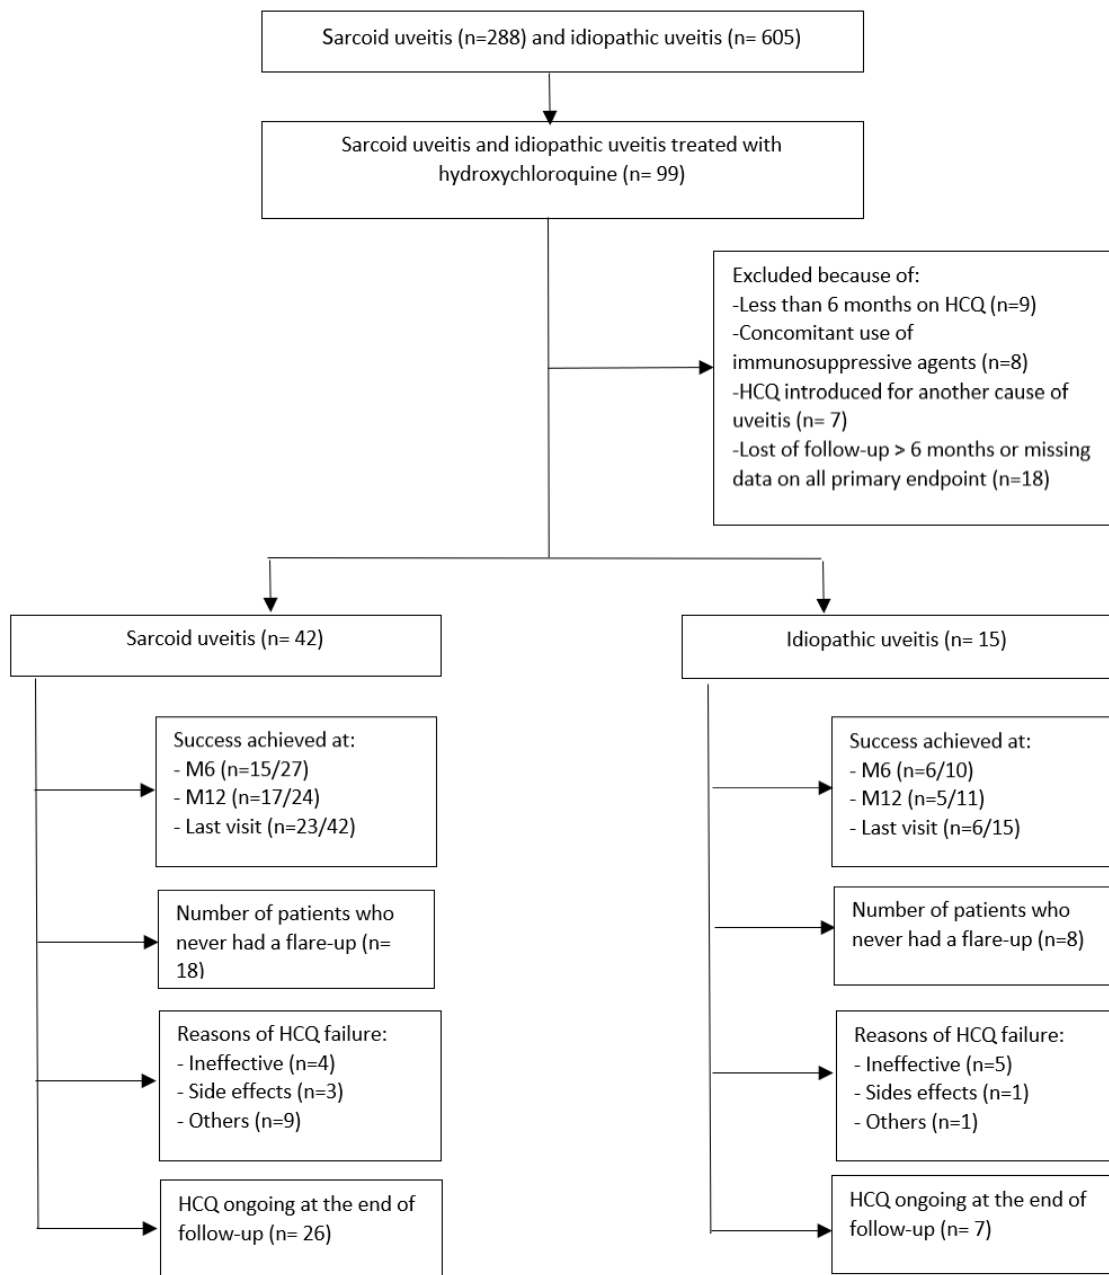 Sarcoid uveitis (n=288) and idiopathic uveitis (n= 605)
Sarcoid uveitis and idiopathic uveitis treated with
hydroxychloroquine (n= 99)
Excluded because of:
-Less than 6 months on HCQ (n=9)
-Concomitant use of
immunosuppressive agents (n=8)
-HCQ introduced for another cause of
uveitis (n= 7)
-Lost of follow-up > 6 months or missing
data on all primary endpoint (n=18)
Sarcoid uveitis (n= 42)
Success achieved at:
- M6 (n=15/27)
- M12 (n=17/24)
- Last visit (n=23/42)
Number of patients who
never had a flare-up (n=
18)
Reasons of HCQ failure:
- Ineffective (n=4)
- Side effects (n=3)
- Others (n=9)
HCQ ongoing at the end of
follow-up (n= 26)
Idiopathic uveitis (n= 15)
Success achieved at:
- M6 (n=6/10)
- M12 (n=5/11)
- Last visit (n=6/15)
Number of patients who
never had a flare-up (n=8)
Reasons of HCQ failure:
- Ineffective (n=5)
- Sides effects (n=1)
- Others (n=1)
HCQ ongoing at the end of
follow-up (n= 7)